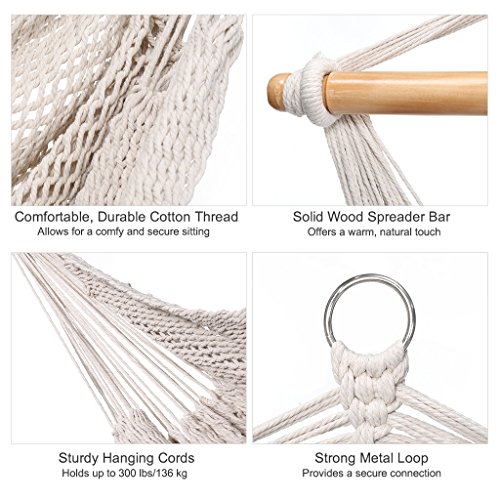 Comfortable, Durable Cotton Thread
Allows for a comfy and secure sitting
Solid Wood Spreader Bar
Offers a warm, natural touch
Sturdy Hanging Cords
Holds up to 300 lbs/136 kg
Strong Metal Loop
Provides a secure connection